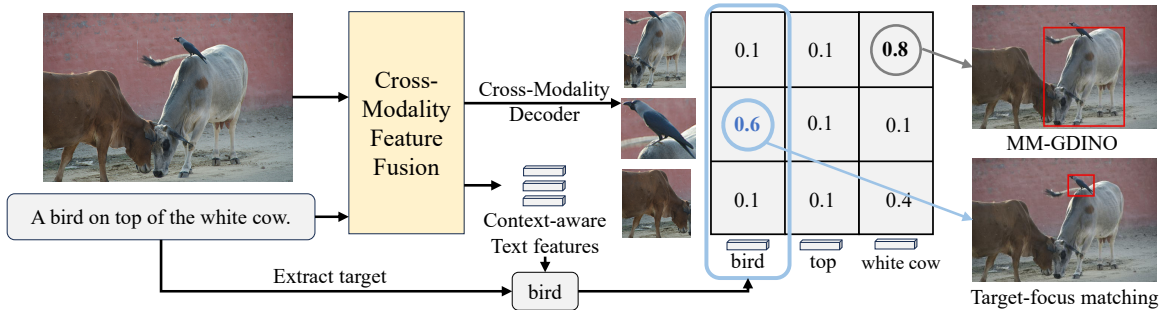 Cross-
Modality
Feature
Fusion
A bird on top of the white cow.
Cross-Modality
Decoder
Context-aware
Text features
Extract target
bird
0.1 0.1 0.8
0.6 0.1 0.1
0.1 0.1 0.4
bird top white cow
MM-GDINO
Target-focus matching